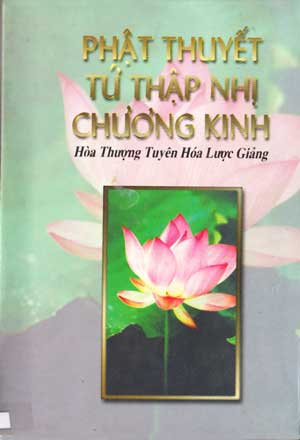 PHẬT THUYẾT
TỨ THẬP NHỊ
CHƯƠNG KINH
Hòa Thượng Tuyên Hóa Lược Giảng